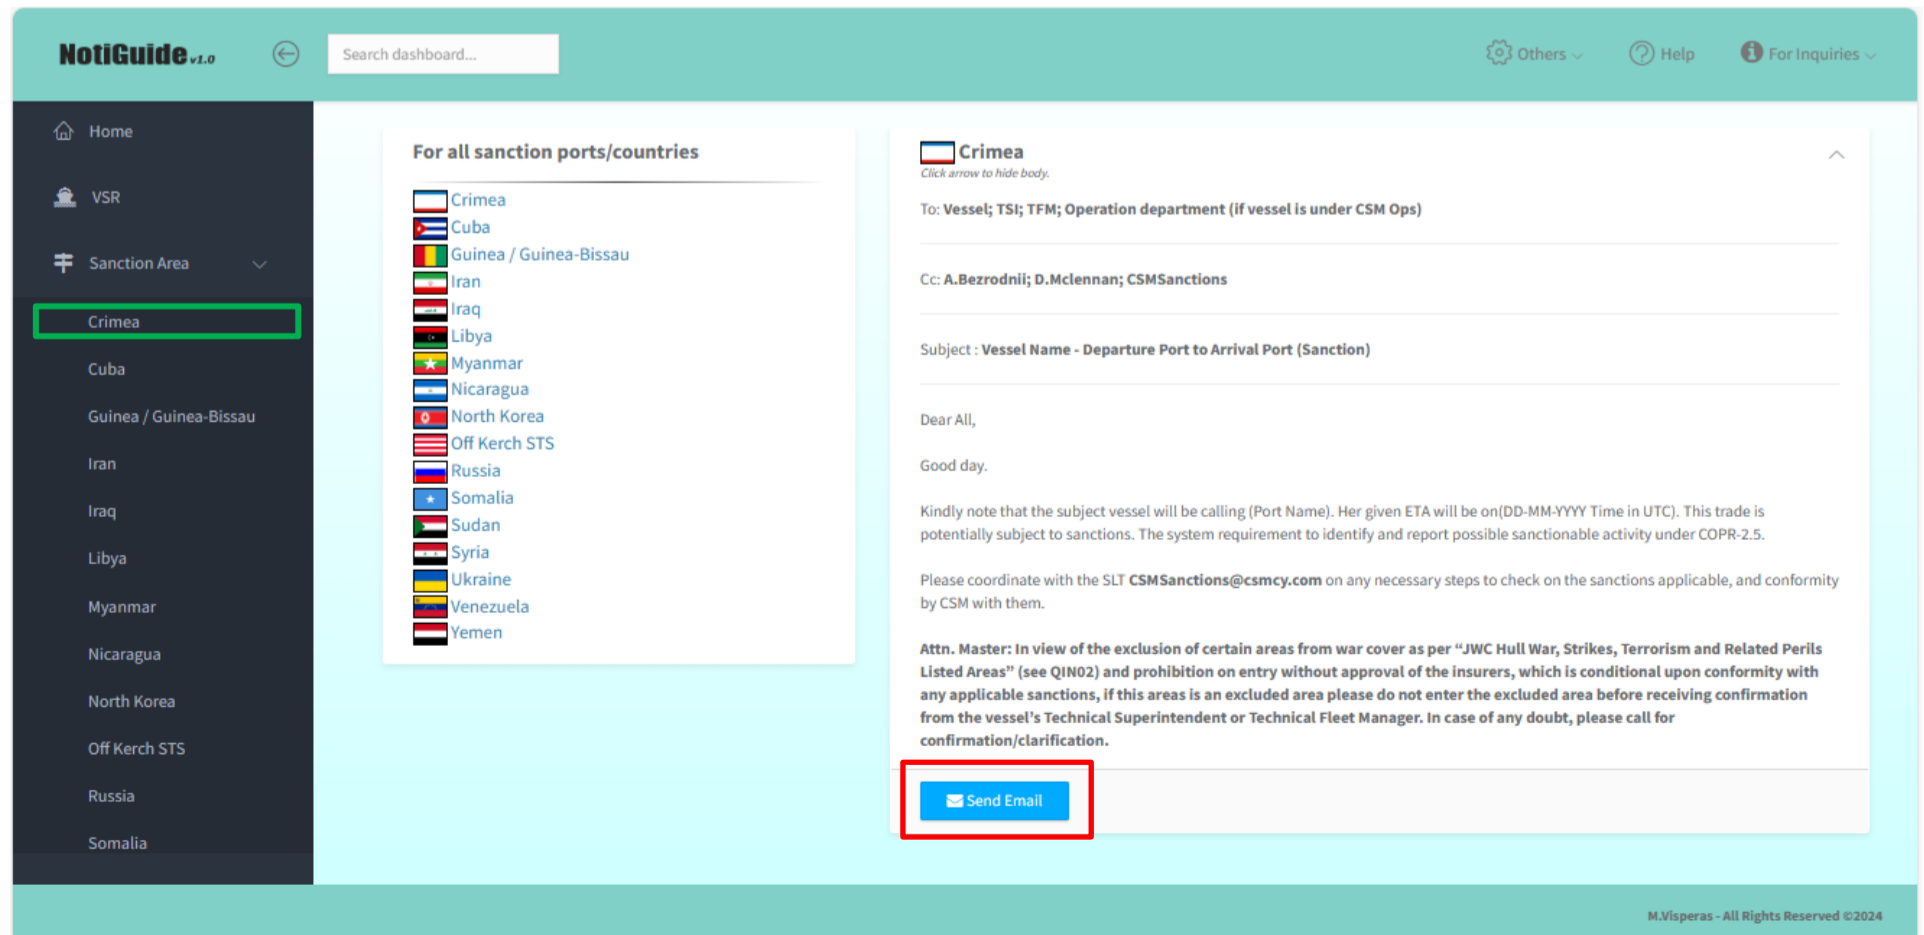 NotiGuide v1.0
Search dashboard...
Others
Help
For Inquiries
Home
VSR
Sanction Area
Crimea
Cuba
Guinea / Guinea-Bissau
Iran
Iraq
Libya
Myanmar
Nicaragua
North Korea
Off Kerch STS
Russia
Somalia
For all sanction ports/countries
Crimea
Cuba
Guinea / Guinea-Bissau
Iran
Iraq
Libya
Myanmar
Nicaragua
North Korea
Off Kerch STS
Russia
Somalia
Sudan
Syria
Ukraine
Venezuela
Yemen
Crimea
Click arrow to hide body.
To: Vessel; TSI; TFM; Operation department (if vessel is under CSM Ops)
Cc: A.Bezrodnii; D.Mclennan; CSMSanctions
Subject : Vessel Name - Departure Port to Arrival Port (Sanction)
Dear All,
Good day.
Kindly note that the subject vessel will be calling (Port Name). Her given ETA will be on(DD-MM-YYYY Time in UTC). This trade is
potentially subject to sanctions. The system requirement to identify and report possible sanctionable activity under COPR-2.5.
Please coordinate with the SLT CSMSanctions@csmcy.com on any necessary steps to check on the sanctions applicable, and conformity
by CSM with them.
Attn. Master: In view of the exclusion of certain areas from war cover as per “JWC Hull War, Strikes, Terrorism and Related Perils
Listed Areas” (see QIN02) and prohibition on entry without approval of the insurers, which is conditional upon conformity with
any applicable sanctions, if this areas is an excluded area please do not enter the excluded area before receiving confirmation
from the vessel’s Technical Superintendent or Technical Fleet Manager. In case of any doubt, please call for
confirmation/clarification.
Send Email
M.Visperas - All Rights Reserved ©2024